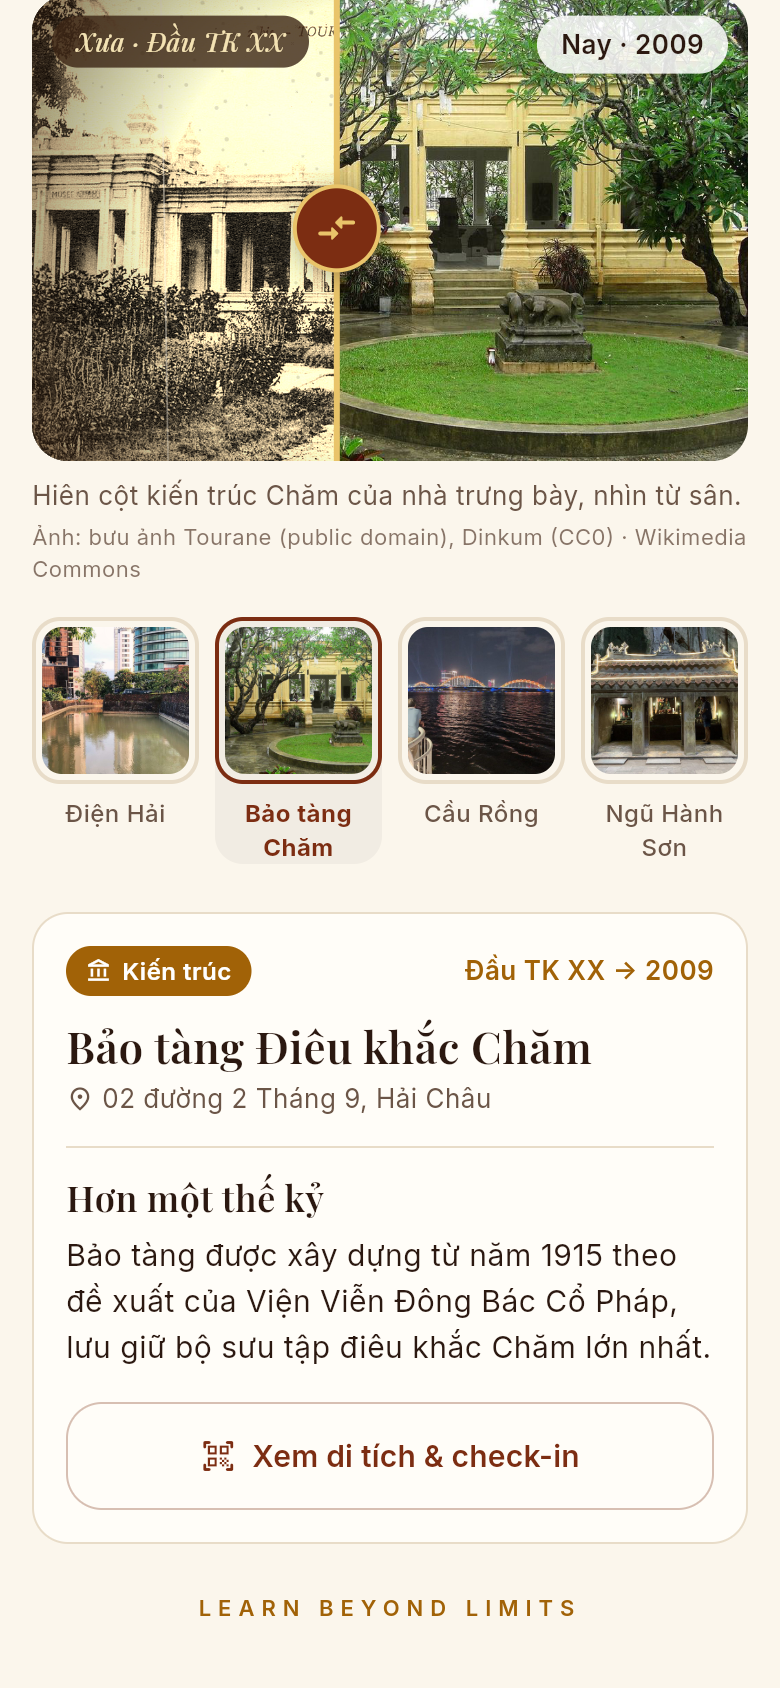 Xưa · Đầu TK XX
TOUR
Nay · 2009
Hiên cột kiến trúc Chăm của nhà trưng bày, nhìn từ sân.
Ảnh: bưu ảnh Tourane (public domain), Dinkum (CC0) · Wikimedia
Commons
Điện Hải
Bảo tàng
Chăm
Cầu Rồng
Ngũ Hành
Sơn
Kiến trúc
Đầu TK XX → 2009
Bảo tàng Điêu khắc Chăm
02 đường 2 Tháng 9, Hải Châu
Hơn một thế kỷ
Bảo tàng được xây dựng từ năm 1915 theo
đề xuất của Viện Viễn Đông Bác Cổ Pháp,
lưu giữ bộ sưu tập điêu khắc Chăm lớn nhất.
Xem di tích & check-in
LEARN BEYOND LIMITS